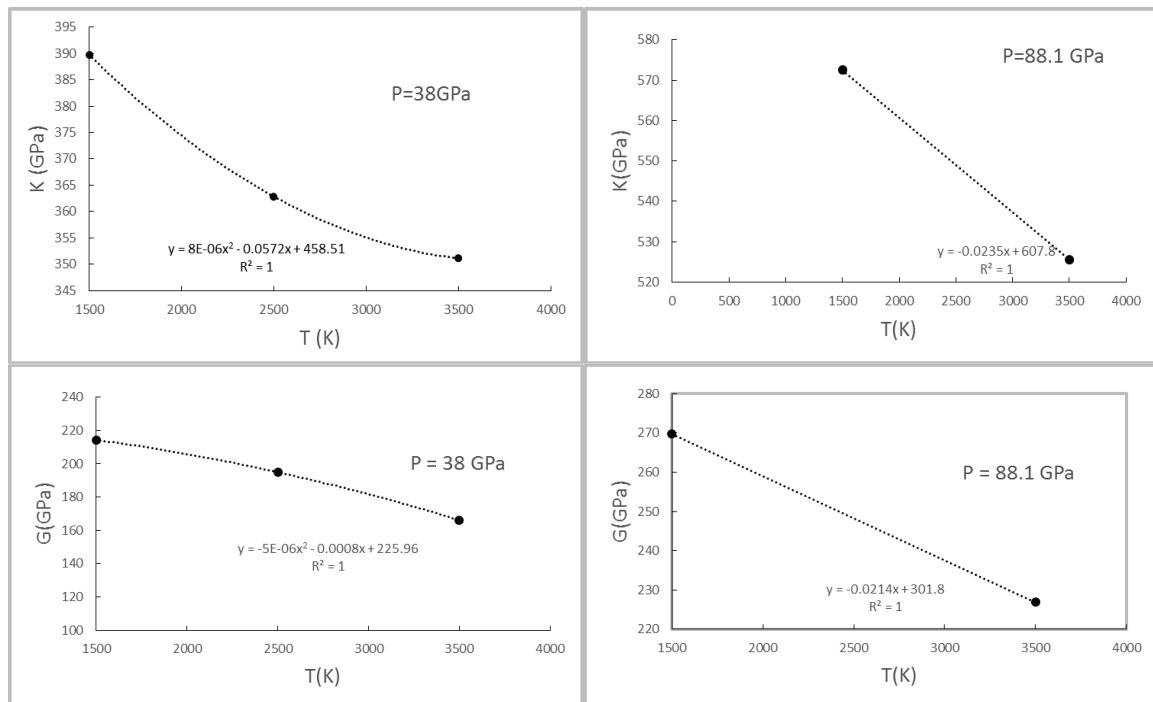 395
390
385
380
375
370
365
360
355
350
345
K (GPa)
P=38GPa
y = 8E-06x² - 0.0572x + 458.51
R² = 1
1500 2000 2500 3000 3500 4000
T (K)
580
570
560
550
540
530
520
K(GPa)
P=88.1 GPa
y = -0.0235x + 607.8
R² = 1
0 500 1000 1500 2000 2500 3000 3500 4000
T(K)
240
220
200
180
160
140
120
100
G(GPa)
P = 38 GPa
y = -5E-06x² - 0.0008x + 225.96
R² = 1
1500 2000 2500 3000 3500 4000
T(K)
280
270
260
250
240
230
220
G(GPa)
P = 88.1 GPa
y = -0.0214x + 301.8
R² = 1
1500 2000 2500 3000 3500 4000
T(K)